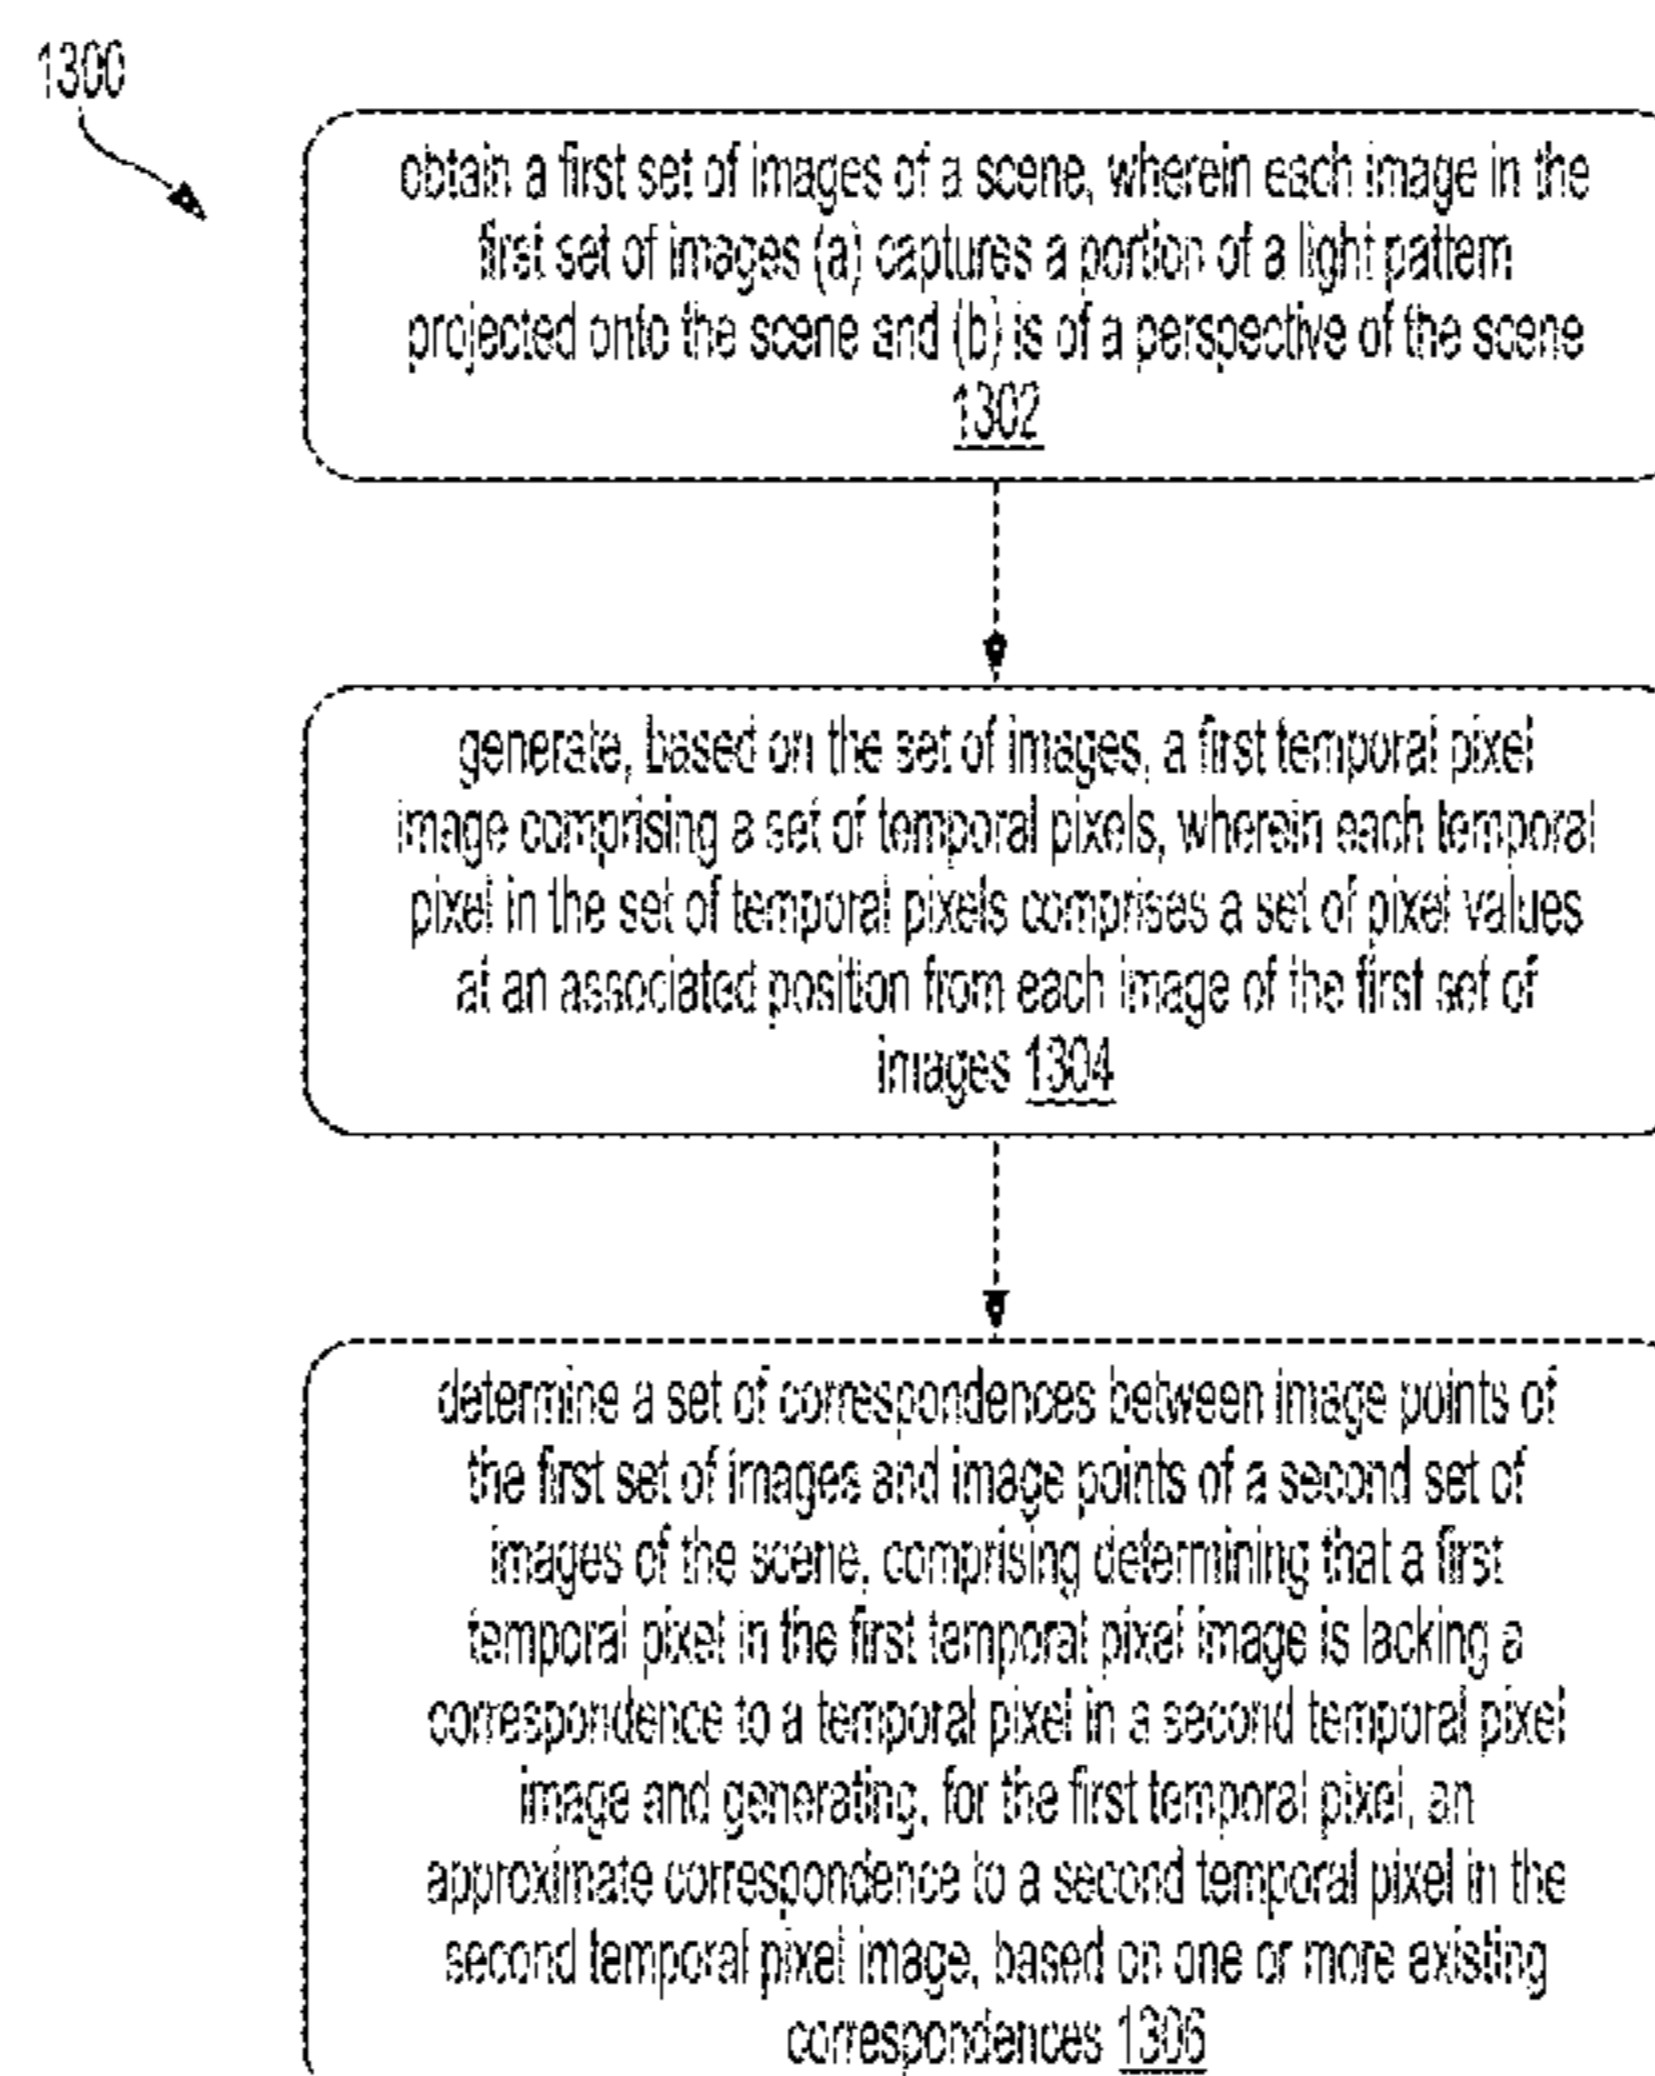 1300
obtain a first set of images of a scene, wherein each image in the
first set of images (a) captures a portion of a light pattern
projected onto the scene and (b) is of a perspective of the scene
1302
generate, based on the set of images, a first temporal pixel
image comprising a set of temporal pixels, wherein each temporal
pixel in the set of temporal pixels comprises a set of pixel values
at an associated position from each image of the first set of
images 1304
determine a set of correspondences between image points of
the first set of images and image points of a second set of
images of the scene, comprising determining that a first
temporal pixel in the first temporal pixel image is lacking a
correspondence to a temporal pixel in a second temporal pixel
image and generating, for the first temporal pixel, an
approximate correspondence to a second temporal pixel in the
second temporal pixel image, based on one or more existing
correspondences 1306